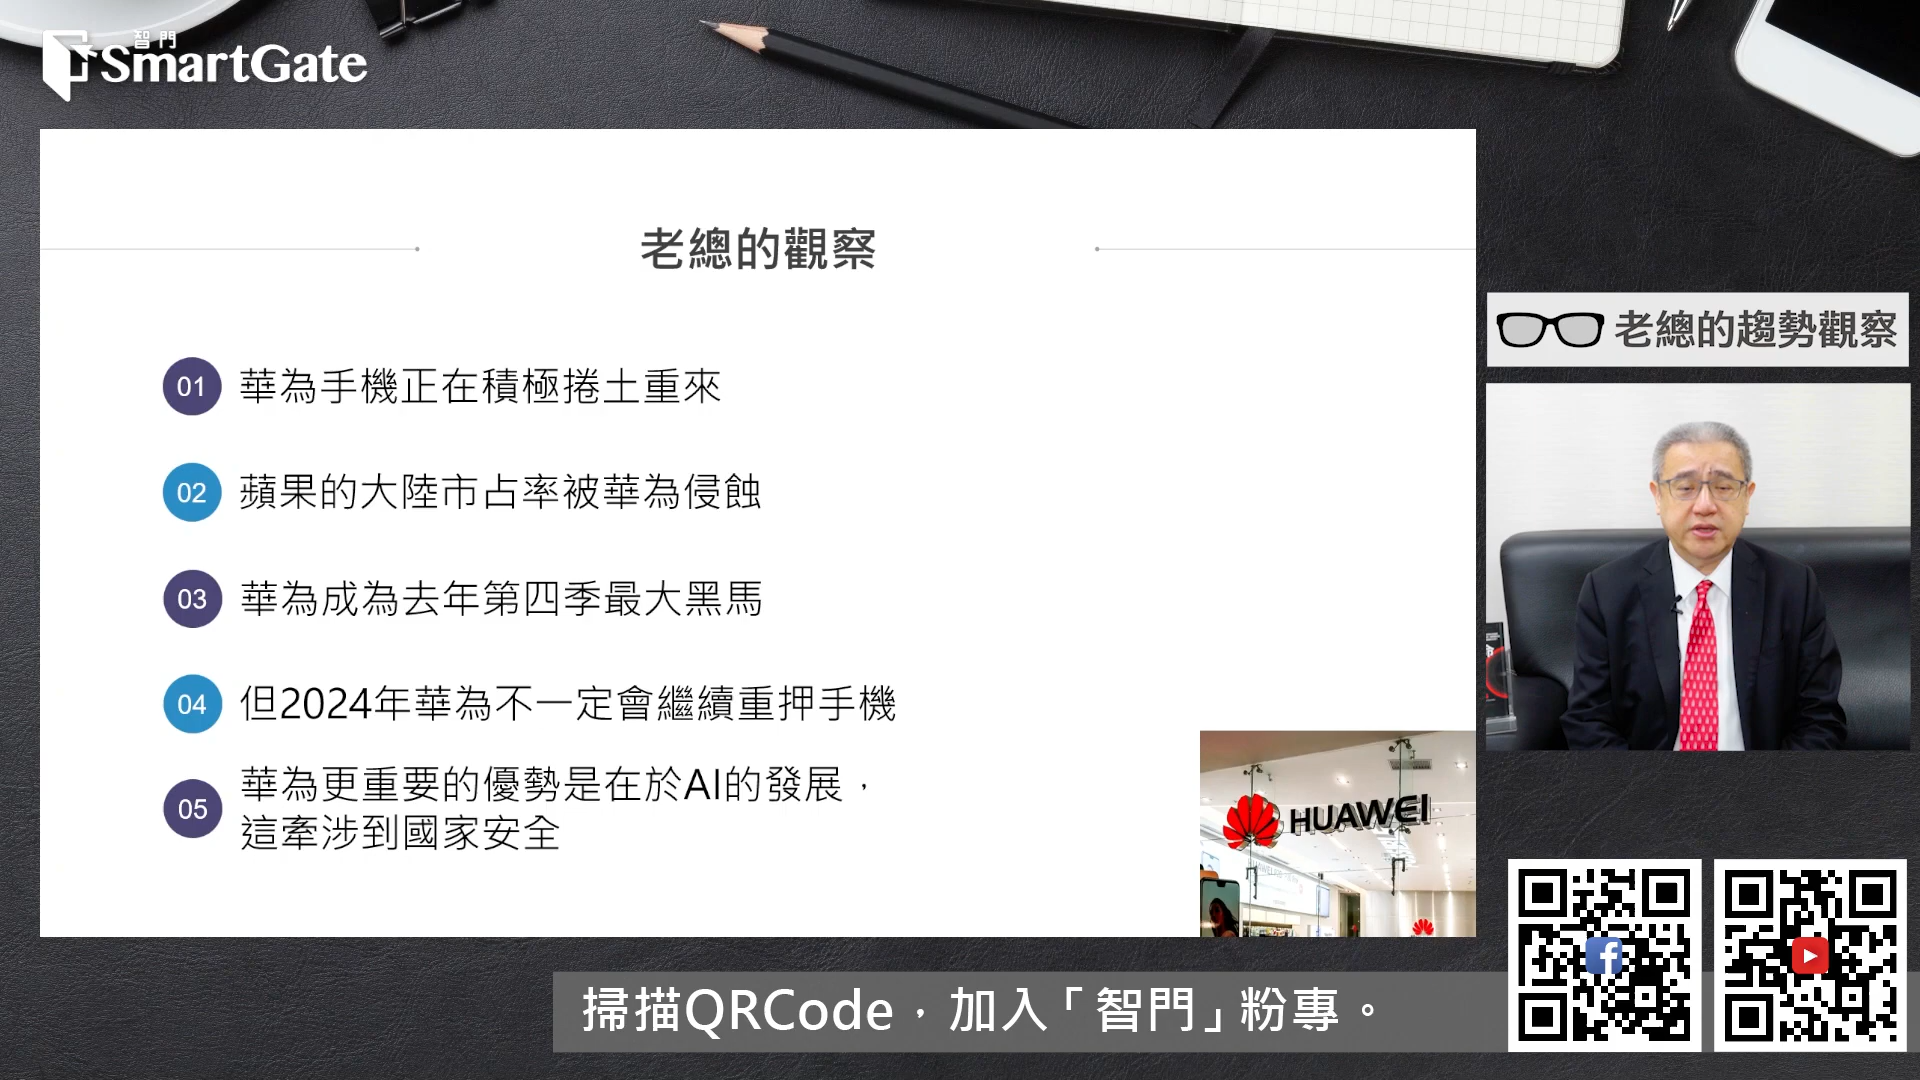 智門
SmartGate
老總的觀察
01 華為手機正在積極捲土重來
02 蘋果的大陸市占率被華為侵蝕
03 華為成為去年第四季最大黑馬
04 但2024年華為不一定會繼續重押手機
05 華為更重要的優勢是在於AI的發展，
這牽涉到國家安全
HUAWEI
老總的趨勢觀察
掃描QRCode，加入「智門」粉專。